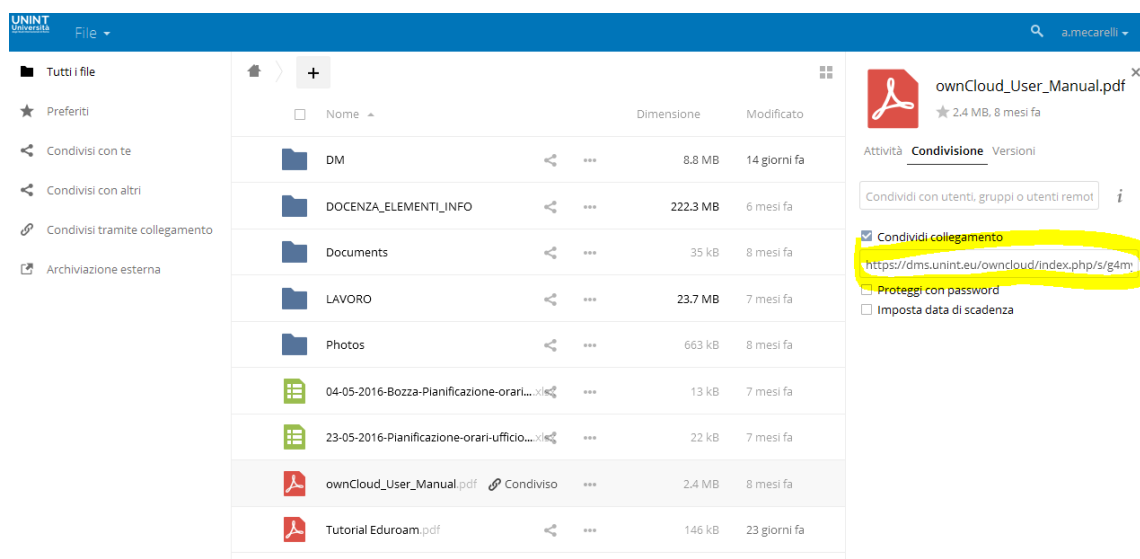 UNINT
Università
File
a.mecarelli
Tutti i file
Preferiti
Condivisi con te
Condivisi con altri
Condivisi tramite collegamento
Archiviazione esterna
+
Nome Dimensione Modificato
DM 8.8 MB 14 giorni fa
DOCENZA_ELEMENTI_INFO 222.3 MB 6 mesi fa
Documents 35 kB 8 mesi fa
LAVORO 23.7 MB 7 mesi fa
Photos 663 kB 8 mesi fa
04-05-2016-Bozza-Pianificazione-orari....xls 13 kB 7 mesi fa
23-05-2016-Pianificazione-orari-ufficio....xls 22 kB 7 mesi fa
ownCloud_User_Manual.pdf Condiviso 2.4 MB 8 mesi fa
Tutorial Eduroam.pdf 146 kB 23 giorni fa
ownCloud_User_Manual.pdf
2.4 MB, 8 mesi fa
Attività Condivisione Versioni
Condividi con utenti, gruppi o utenti remot i
Condividi collegamento
https://dms.unint.eu/owncloud/index.php/s/g4my
Proteggi con password
Imposta data di scadenza